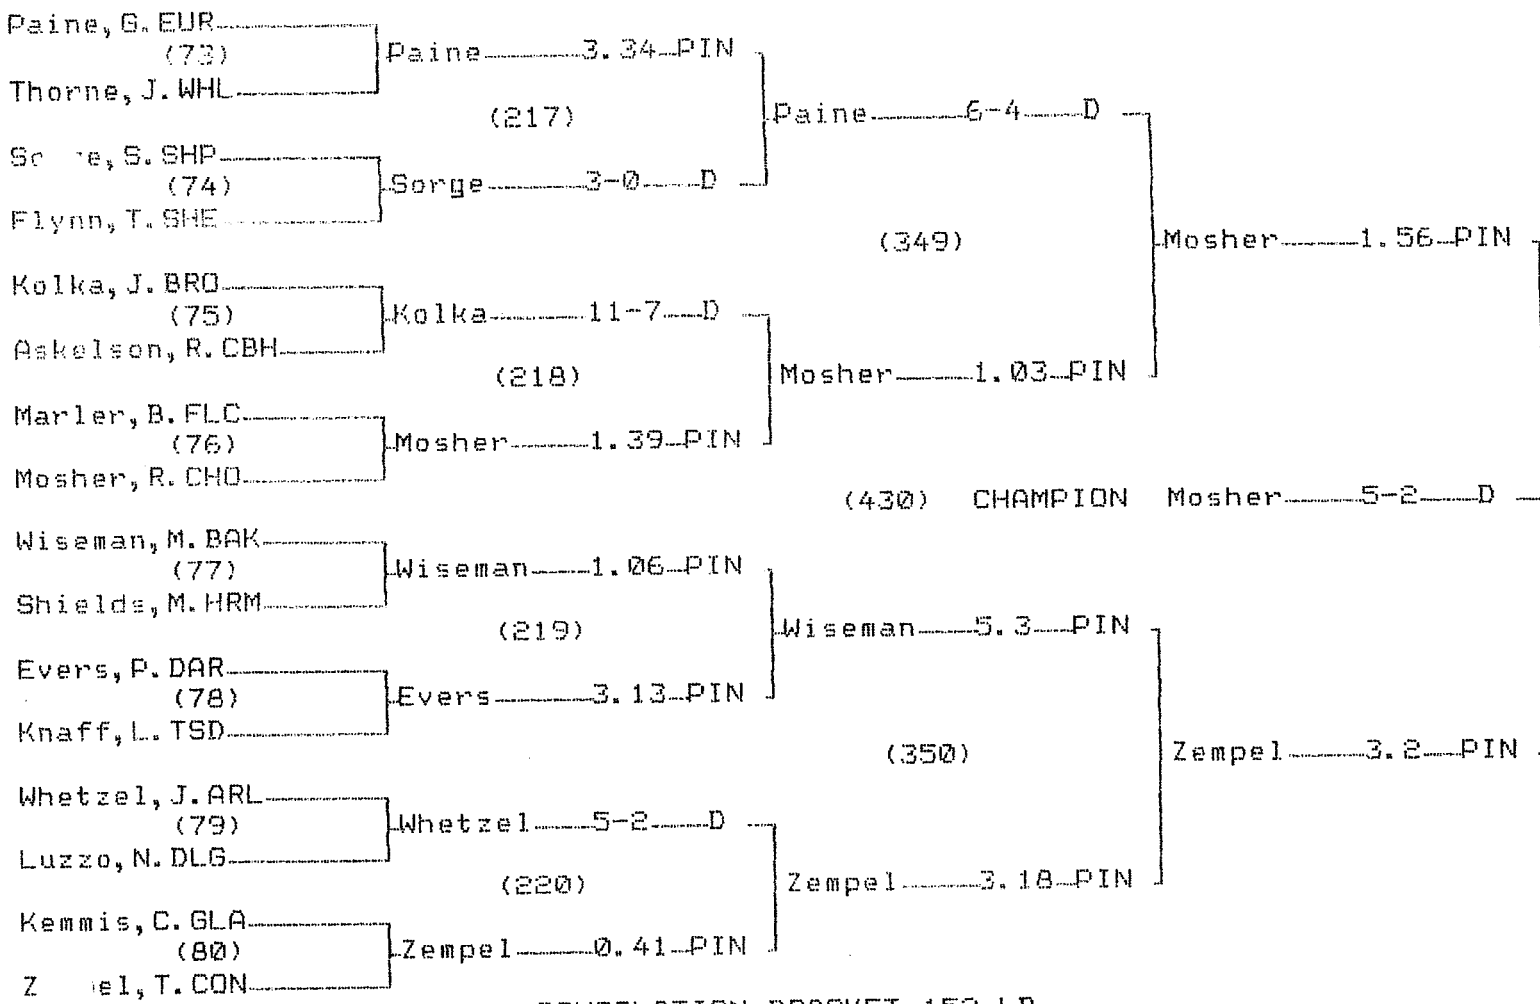 Paine, G. EUR
(73) Paine 3.34 PIN
Thorne, J. WHL
(217) Paine 6-4 D
S. SHP
(74) Sorge 3-0 D
Flynn, T. SHE
(349) Mosher 1.56 PIN
Kolka, J. BRO
(75) Kolka 11-7 D
Askelson, R. CBH
(218) Mosher 1.03 PIN
Marler, B. FLC
(76) Mosher 1.39 PIN
Mosher, R. CHO
(430) CHAMPION Mosher 5-2 D
Wiseman, M. BAK
(77) Wiseman 1.06 PIN
Shields, M. HRM
(219) Wiseman 5.3 PIN
Evers, P. DAR
(78) Evers 3.13 PIN
Knaff, L. TSD
(350) Zempel 3.2 PIN
Whetzel, J. ARL
(79) Whetzel 5-2 D
Luzzo, N. DLG
(220) Zempel 3.18 PIN
Kemmis, C. GLA
(80) Zempel 0.41 PIN
T. CON